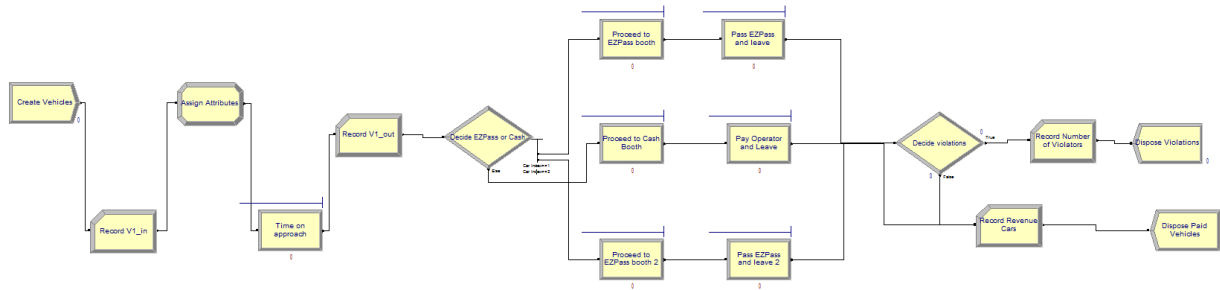 Create Vehicles
0
Record V1_in
Assign Attributes
Time on
approach
0
Record V1_out
Decide EZPass or Cash
Else
Proceed to
EZPass booth
0
Pass EZPass
and leave
0
Proceed to Cash
Booth
0
Pay Operator
and Leave
0
Proceed to
EZPass booth 2
0
Pass EZPass
and leave 2
0
Decide violations
0
True
0
False
Record Number
of Violators
Dispose Violations
0
Record Revenue
Cars
Dispose Paid
Vehicles
0